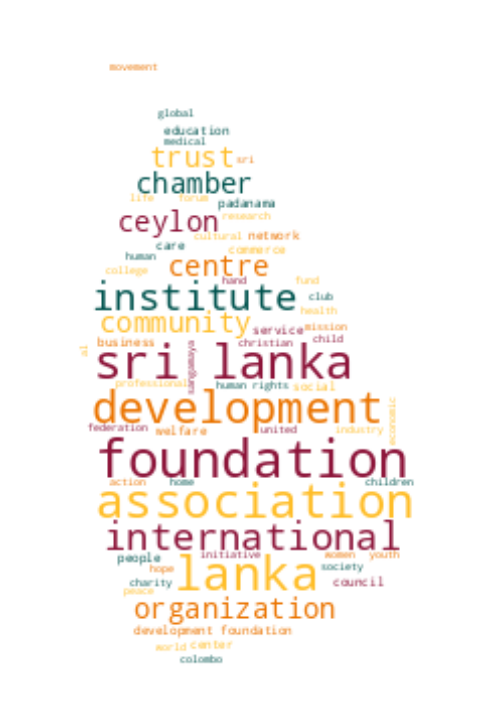 movement
global
education
medical
trust sri
chamber
life forum
padanama
ceylon research
cultural network
care commerce
human
centre
college
hand fund
institute club
health
community
service mission
business christian child
al
sri lanka
sangamaya
professional human rights social
development
economic
federation welfare united industry
foundation
action home children
association
international
people initiative women youth
hope lanka society
charity council
peace
organization
development foundation
world center
colombo